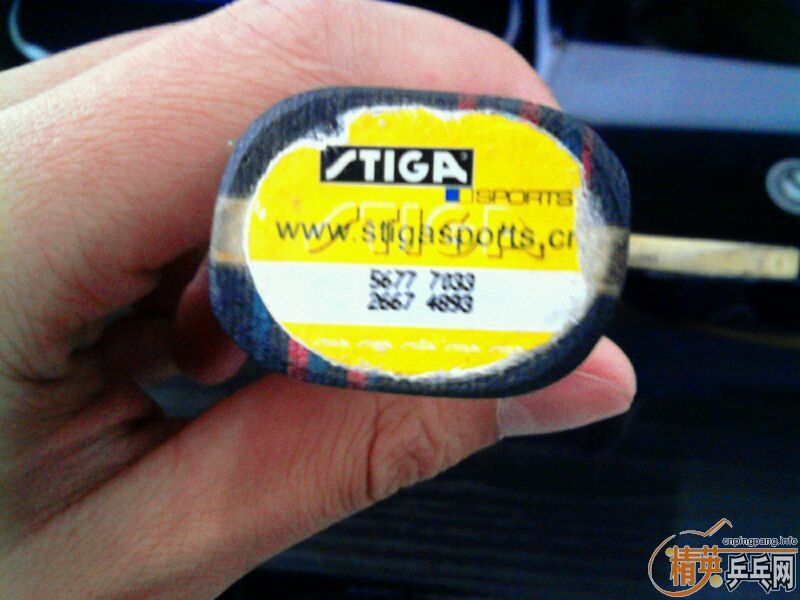 STIGA
SPORTS
www.stigasports.cn
5677 7033
2667 4893
cnpingpang.info
精英乒乓网